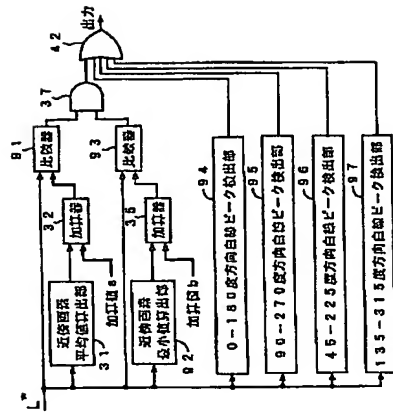 L*
近傍画素
平均値算出部
31
加算値a
32
加算器
91
比較器
近傍画素
最小値算出部
92
加算値b
35
加算器
93
比較器
37
42
出力
0-180度方向白線ピーク検出部
94
90-270度方向白線ピーク検出部
95
45-225度方向白線ピーク検出部
96
135-315度方向白線ピーク検出部
97